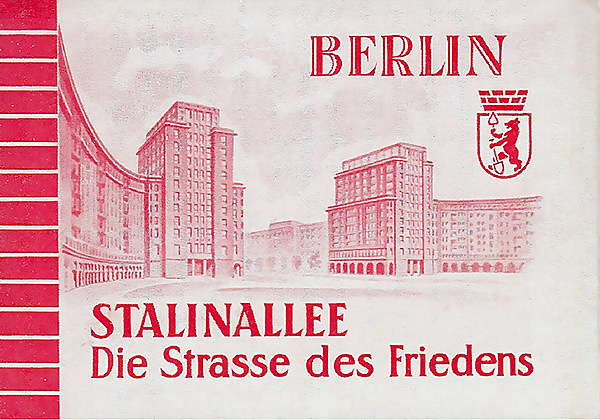 BERLIN
STALINALLEE
Die Strasse des Friedens